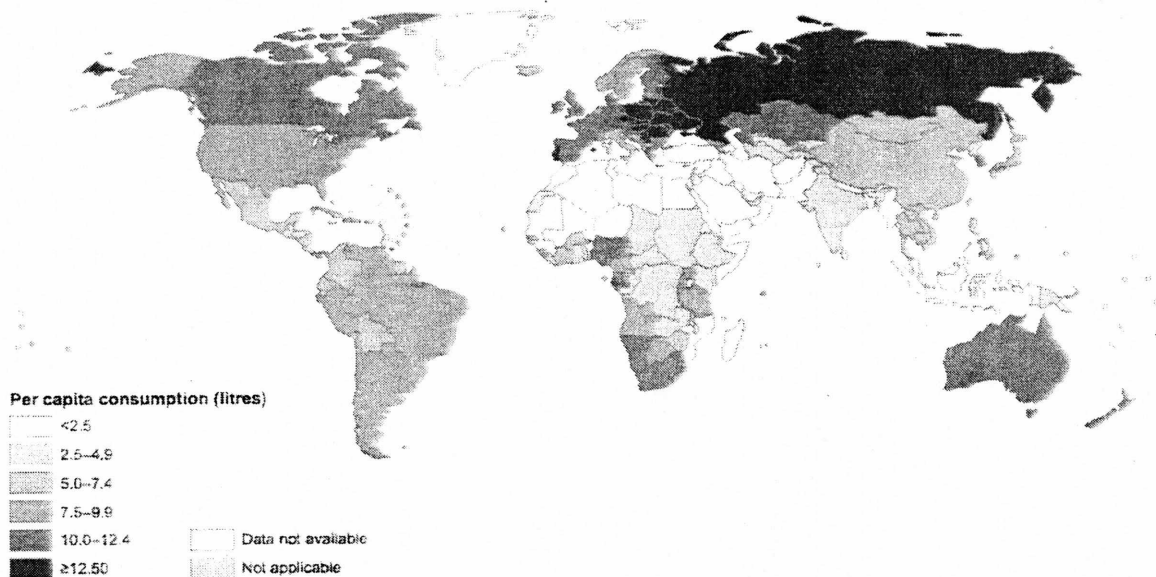 Per capita consumption (litres)
<2.5
2.5–4.9
5.0–7.4
7.5–9.9
10.0–12.4
≥12.50
Data not available
Not applicable